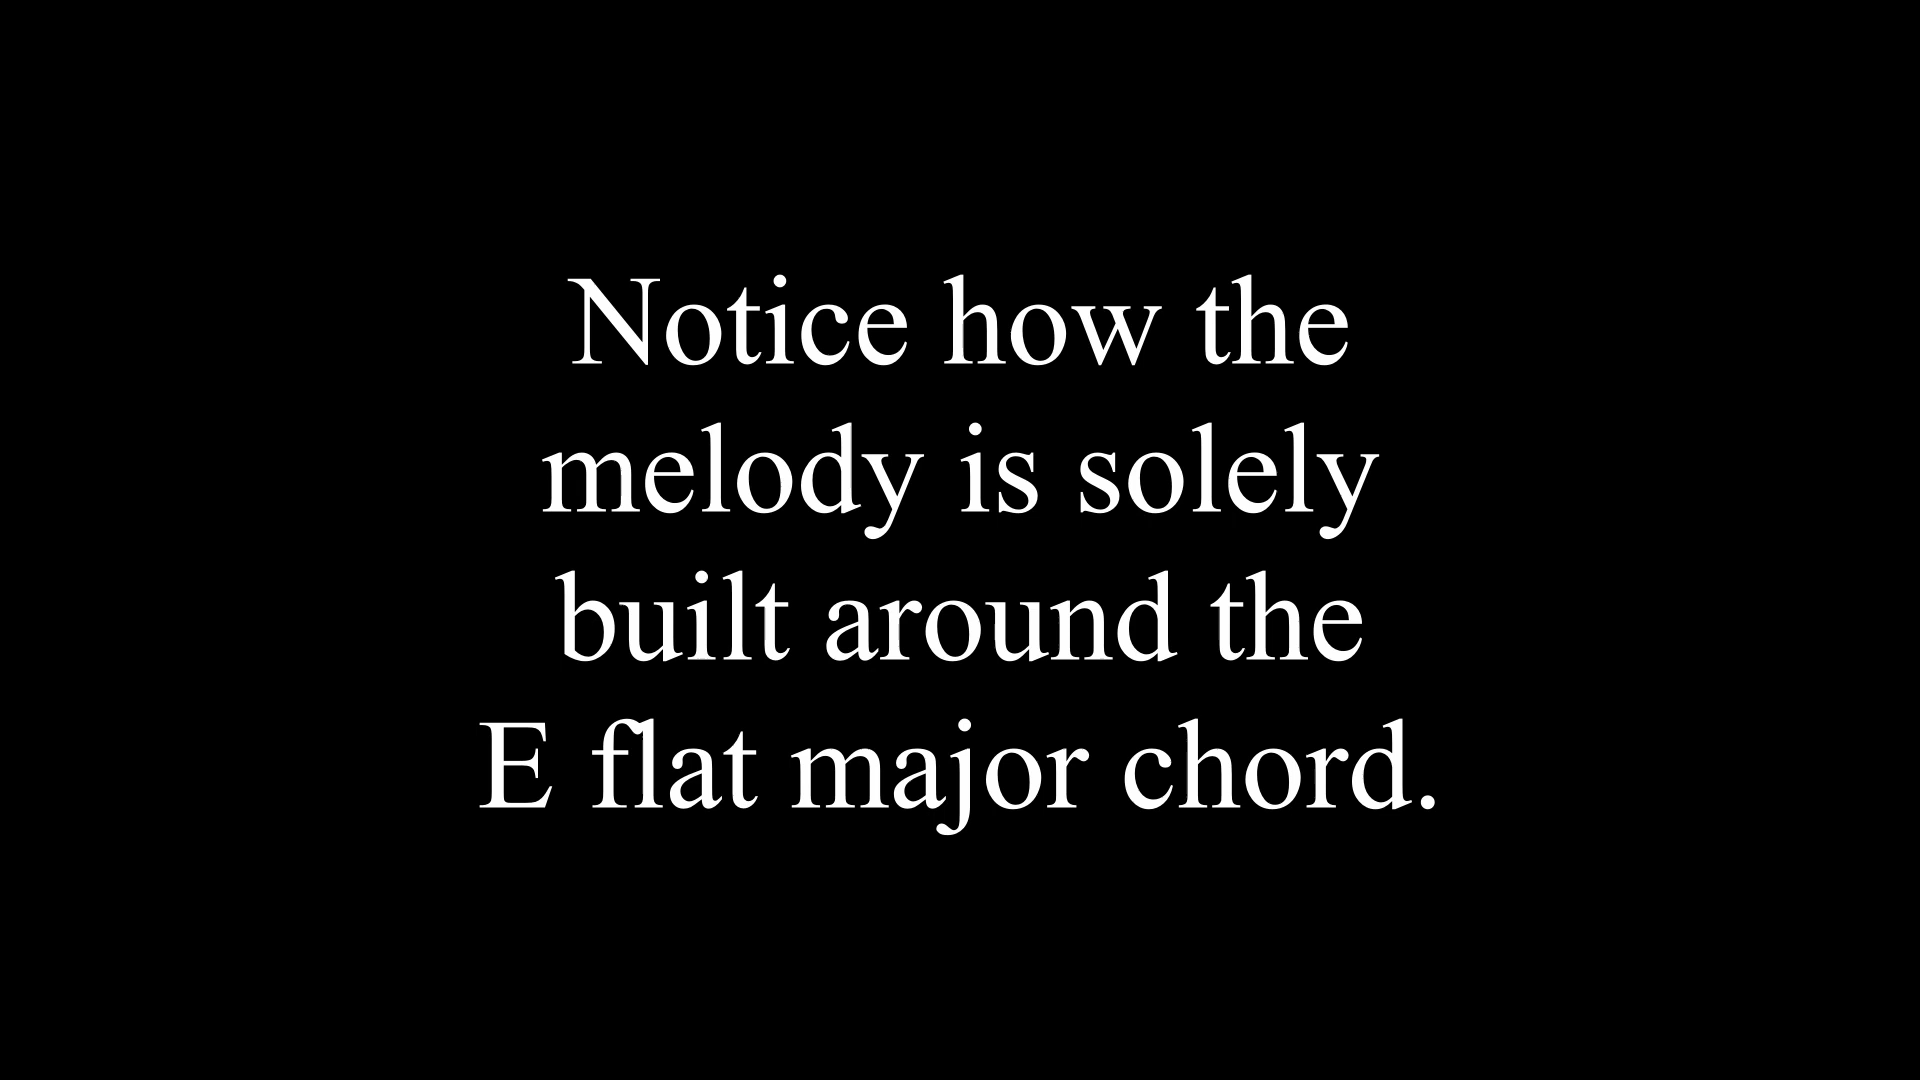 Notice how the
melody is solely
built around the
E flat major chord.